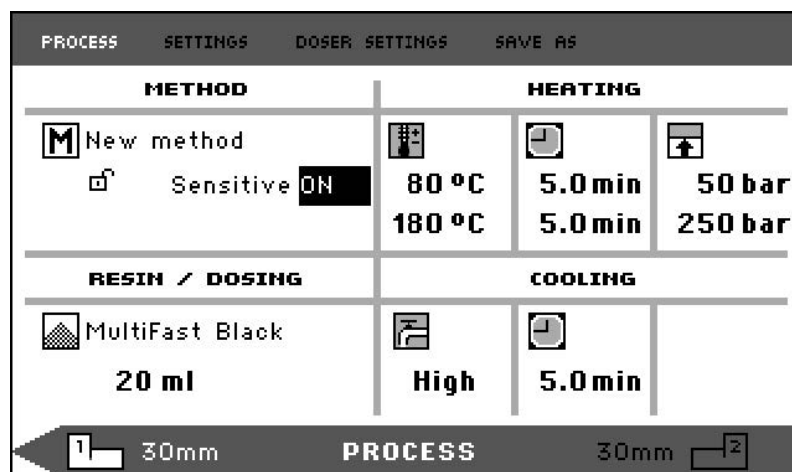 PROCESS SETTINGS DOSER SETTINGS SAVE AS
METHOD HEATING
M New method
Sensitive ON 80 ºC 5.0 min 50 bar
180 ºC 5.0 min 250 bar
RESIN / DOSING COOLING
MultiFast Black
20 ml High 5.0 min
1 30mm PROCESS 30mm 2